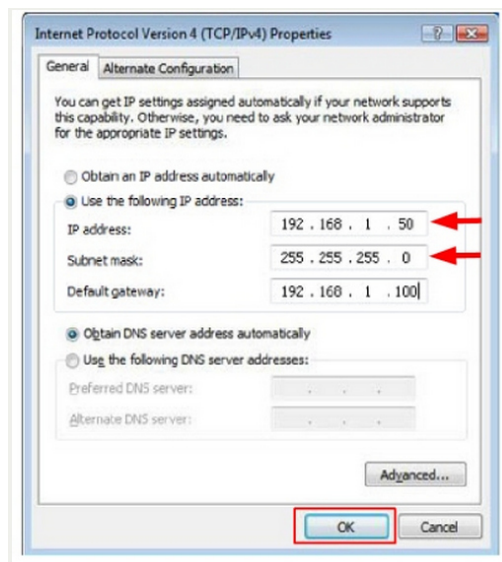 Internet Protocol Version 4 (TCP/IPv4) Properties
General
Alternate Configuration
You can get IP settings assigned automatically if your network supports
this capability. Otherwise, you need to ask your network administrator
for the appropriate IP settings.
Obtain an IP address automatically
Use the following IP address:
IP address: 192 . 168 . 1 . 50
Subnet mask: 255 . 255 . 255 . 0
Default gateway: 192 . 168 . 1 . 100
Obtain DNS server address automatically
Use the following DNS server addresses:
Preferred DNS server: . . .
Alternate DNS server: . . .
Advanced...
OK Cancel